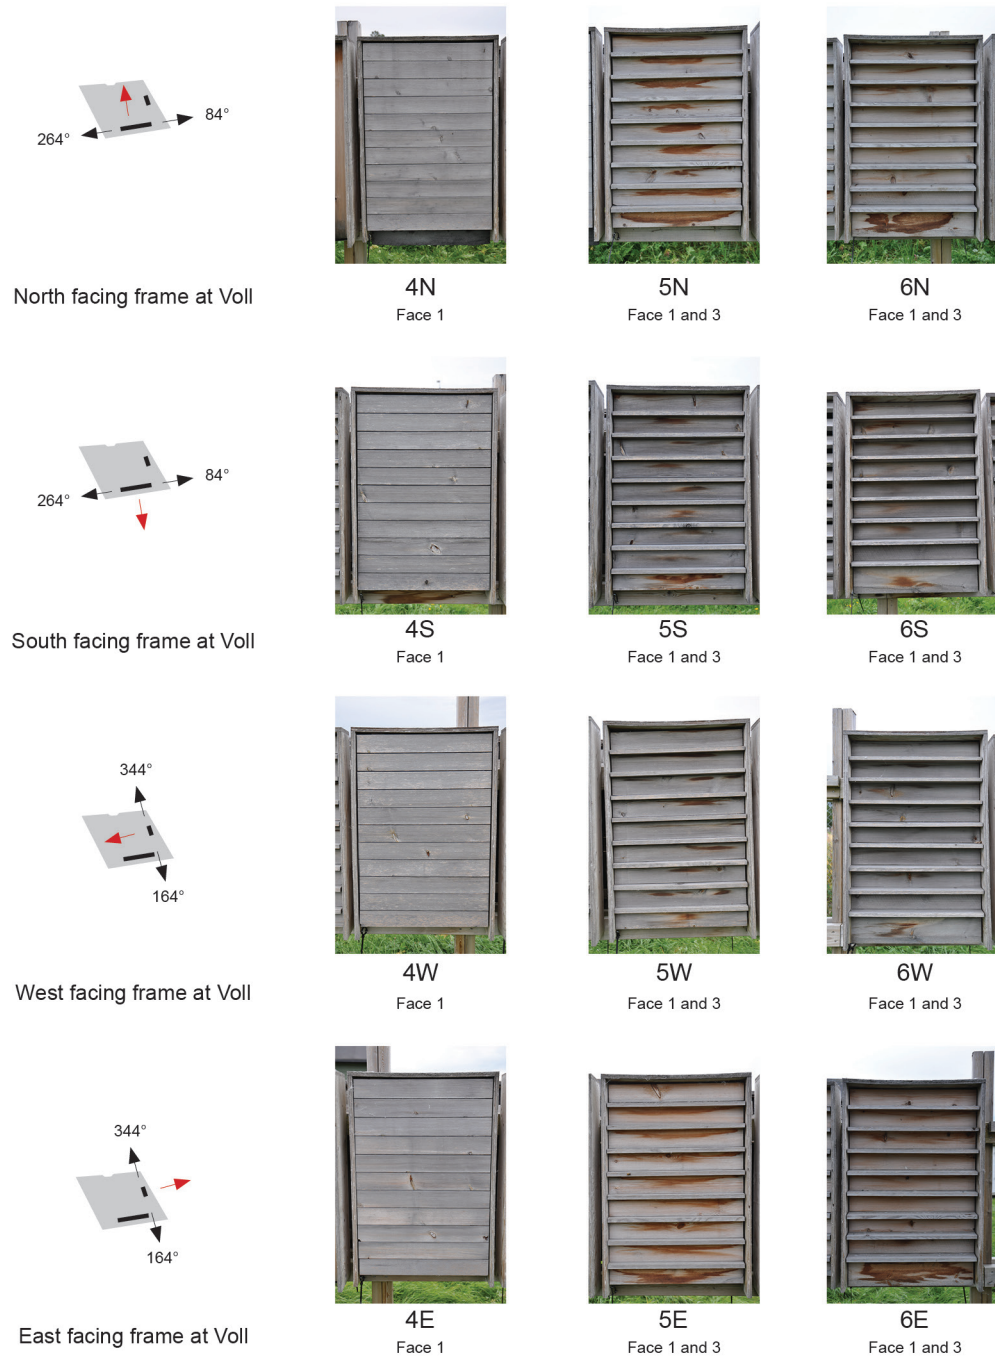 264°
84°
North facing frame at Voll
4N
Face 1
5N
Face 1 and 3
6N
Face 1 and 3
264°
84°
South facing frame at Voll
4S
Face 1
5S
Face 1 and 3
6S
Face 1 and 3
344°
164°
West facing frame at Voll
4W
Face 1
5W
Face 1 and 3
6W
Face 1 and 3
344°
164°
East facing frame at Voll
4E
Face 1
5E
Face 1 and 3
6E
Face 1 and 3